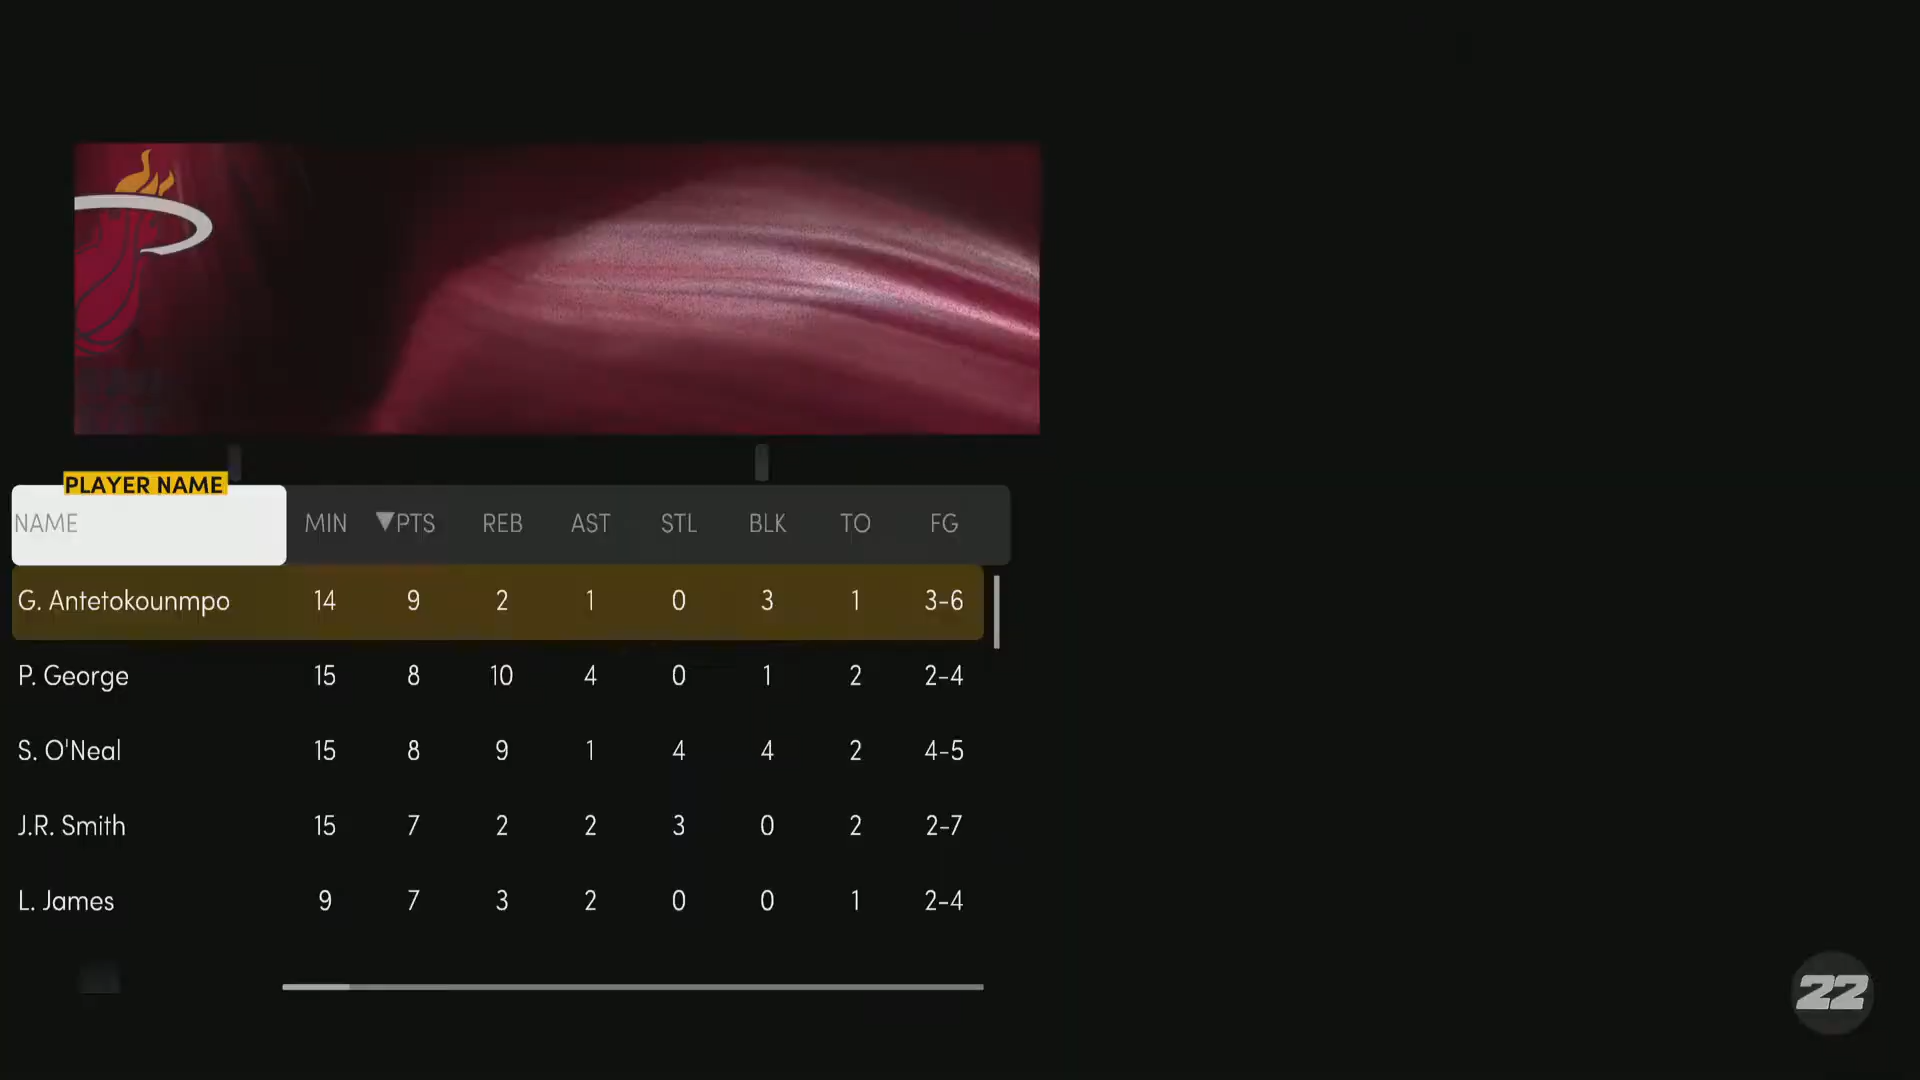 PLAYER NAME
NAME MIN ▼PTS REB AST STL BLK TO FG
G. Antetokounmpo 14 9 2 1 0 3 1 3-6
P. George 15 8 10 4 0 1 2 2-4
S. O'Neal 15 8 9 1 4 4 2 4-5
J.R. Smith 15 7 2 2 3 0 2 2-7
L. James 9 7 3 2 0 0 1 2-4
22